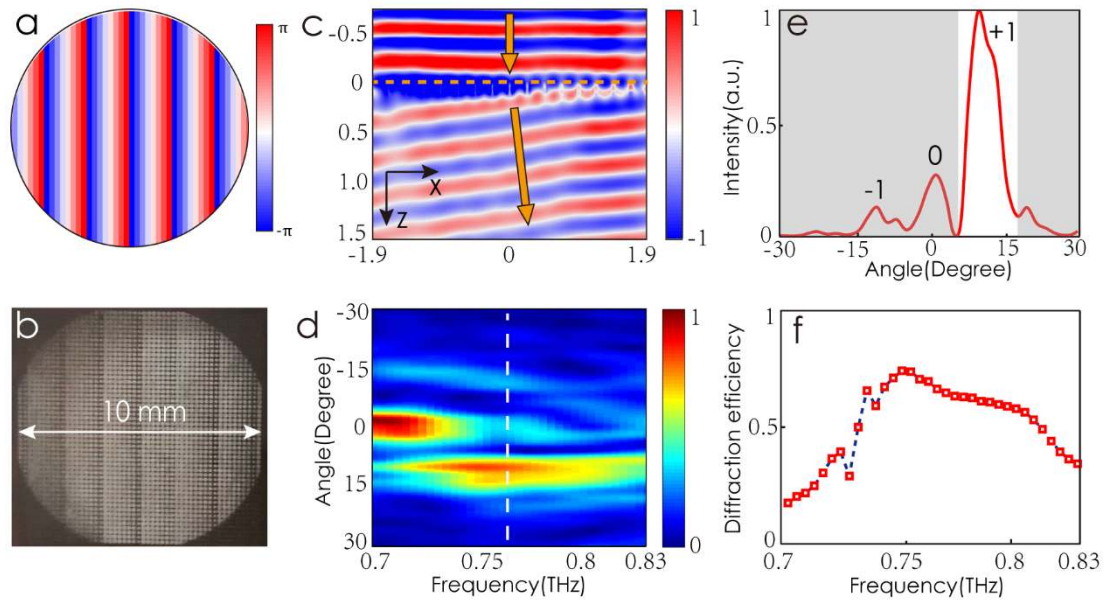 a
π
-π
c
-0.5
0
0.5
1.0
1.5
X
Z
-1.9
0
1.9
1
-1
e
Intensity(a.u.)
1
0.5
0
-1
0
+1
-30
-15
0
15
30
Angle(Degree)
b
10 mm
d
Angle(Degree)
-30
-15
0
15
30
0.7
0.75
0.8
0.83
Frequency(THz)
1
0
f
Diffraction efficiency
1
0.5
0
0.7
0.75
0.8
0.83
Frequency(THz)